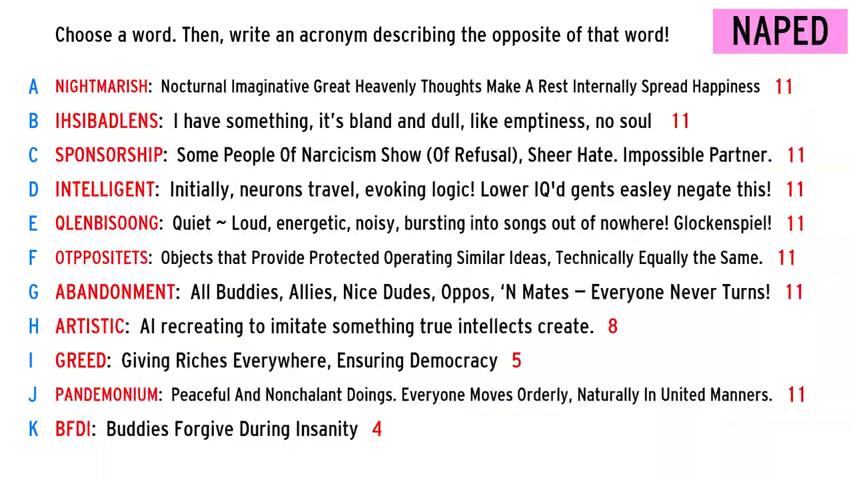 Choose a word. Then, write an acronym describing the opposite of that word!
NAPED
A NIGHTMARISH: Nocturnal Imaginative Great Heavenly Thoughts Make A Rest Internally Spread Happiness 11
B IHSIBADLENS: I have something, it's bland and dull, like emptiness, no soul 11
C SPONSORSHIP: Some People Of Narcicism Show (Of Refusal), Sheer Hate. Impossible Partner. 11
D INTELLIGENT: Initially, neurons travel, evoking logic! Lower IQ'd gents easley negate this! 11
E QLENBISOONG: Quiet ~ Loud, energetic, noisy, bursting into songs out of nowhere! Glockenspiel! 11
F OTPPOSITETS: Objects that Provide Protected Operating Similar Ideas, Technically Equally the Same. 11
G ABANDONMENT: All Buddies, Allies, Nice Dudes, Oppos, ‘N Mates – Everyone Never Turns! 11
H ARTISTIC: AI recreating to imitate something true intellects create. 8
I GREED: Giving Riches Everywhere, Ensuring Democracy 5
J PANDEMONIUM: Peaceful And Nonchalant Doings. Everyone Moves Orderly, Naturally In United Manners. 11
K BFDI: Buddies Forgive During Insanity 4